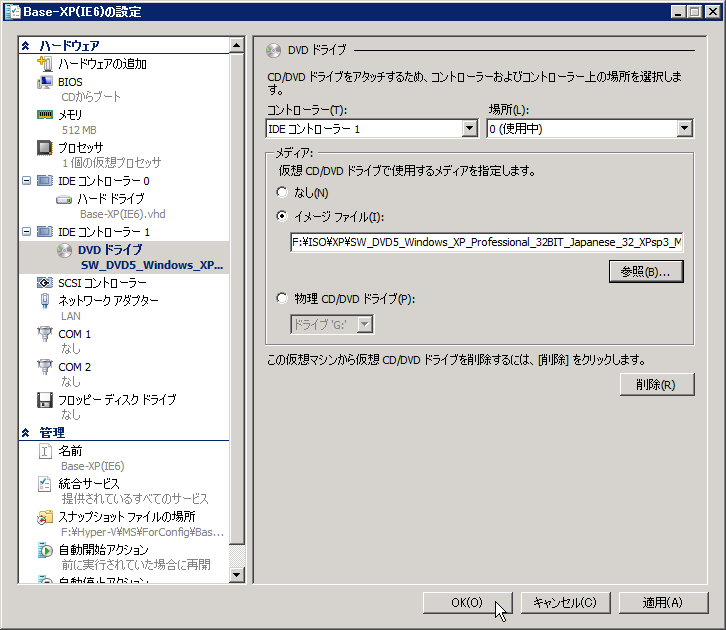 Base-XP(IE6)の設定
ハードウェア
ハードウェアの追加
BIOS
CDからブート
メモリ
512 MB
プロセッサ
1 個の仮想プロセッサ
IDE コントローラー 0
ハード ドライブ
Base-XP(IE6).vhd
IDE コントローラー 1
DVD ドライブ
SW_DVD5_Windows_XP...
SCSI コントローラー
ネットワーク アダプター
LAN
COM 1
なし
COM 2
なし
フロッピー ディスク ドライブ
なし
管理
名前
Base-XP(IE6)
統合サービス
提供されているすべてのサービス
スナップショット ファイルの場所
F:¥Hyper-V¥MS¥ForConfig¥Bas...
自動開始アクション
前に実行されていた場合に再開
自動停止アクション
DVD ドライブ
CD/DVD ドライブをアタッチするため、コントローラーおよびコントローラー上の場所を選択しま
す。
コントローラー(T):
場所(L):
IDE コントローラー 1
0 (使用中)
メディア:
仮想 CD/DVD ドライブで使用するメディアを指定します。
なし(N)
イメージ ファイル(I):
F:¥ISO¥XP¥SW_DVD5_Windows_XP_Professional_32BIT_Japanese_32_XPsp3_M
参照(B)...
物理 CD/DVD ドライブ(P):
ドライブ 'G:'
この仮想マシンから仮想 CD/DVD ドライブを削除するには、[削除] をクリックします。
削除(R)
OK(O)
キャンセル(C)
適用(A)